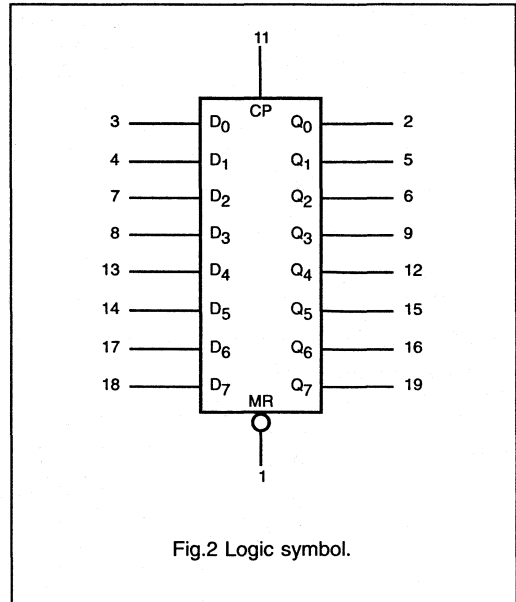 11
CP
3 D0 Q0 2
4 D1 Q1 5
7 D2 Q2 6
8 D3 Q3 9
13 D4 Q4 12
14 D5 Q5 15
17 D6 Q6 16
18 D7 Q7 19
MR
1
Fig.2 Logic symbol.